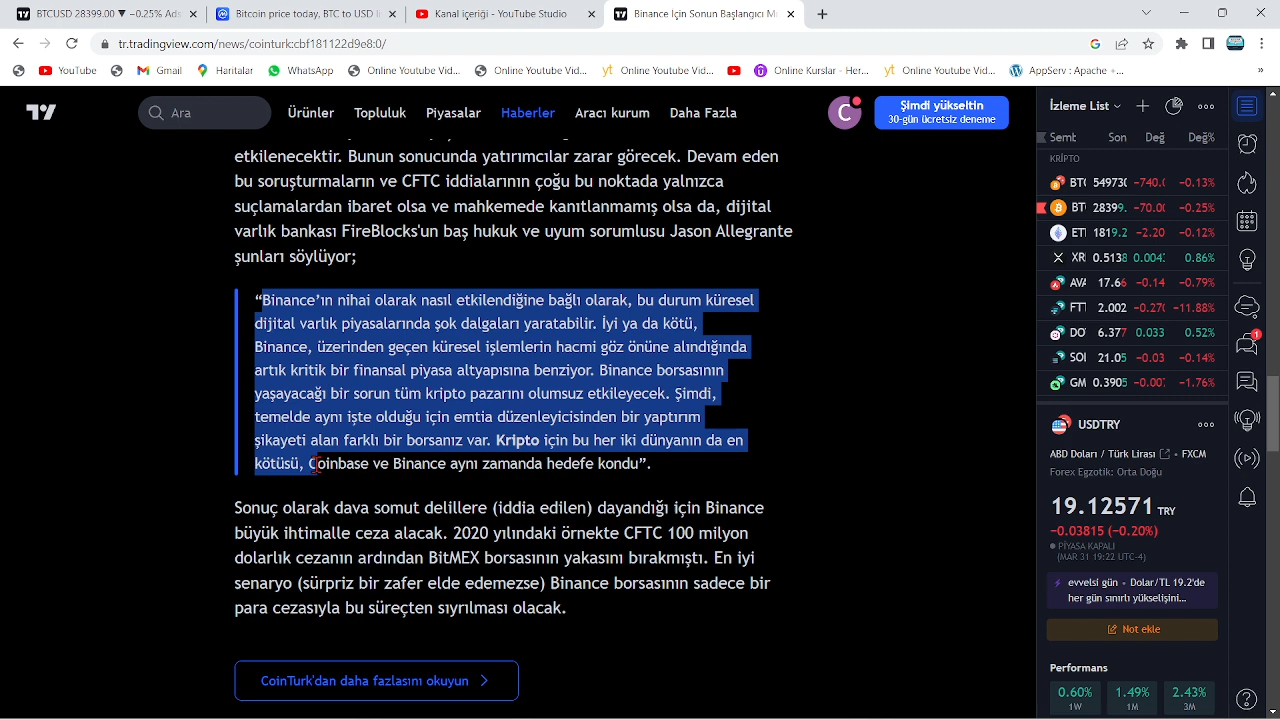 BTCUSD 28399.00 ▼ −0.25% Ads
Bitcoin price today, BTC to USD li
Kanal içeriği - YouTube Studio
Binance İçin Sonun Başlangıcı Mı
tr.tradingview.com/news/cointurk:cbf181122d9e8:0/
YouTube
Gmail
Haritalar
WhatsApp
Online Youtube Vid...
Online Youtube Vid...
Online Youtube Vid...
Online Kurslar - Her...
Online Youtube Vid...
AppServ : Apache +...
»
Ara
Ürünler
Topluluk
Piyasalar
Haberler
Aracı kurum
Daha Fazla
C
Şimdi yükseltin
30-gün ücretsiz deneme
etkilenecektir. Bunun sonucunda yatırımcılar zarar görecek. Devam eden
bu soruşturmaların ve CFTC iddialarının çoğu bu noktada yalnızca
suçlamalardan ibaret olsa ve mahkemede kanıtlanmamış olsa da, dijital
varlık bankası FireBlocks'un baş hukuk ve uyum sorumlusu Jason Allegrante
şunları söylüyor;
“Binance’ın nihai olarak nasıl etkilendiğine bağlı olarak, bu durum küresel
dijital varlık piyasalarında şok dalgaları yaratabilir. İyi ya da kötü,
Binance, üzerinden geçen küresel işlemlerin hacmi göz önüne alındığında
artık kritik bir finansal piyasa altyapısına benziyor. Binance borsasının
yaşayacağı bir sorun tüm kripto pazarını olumsuz etkileyecek. Şimdi,
temelde aynı işte olduğu için emtia düzenleyicisinden bir yaptırım
şikayeti alan farklı bir borsanız var. Kripto için bu her iki dünyanın da en
kötüsü, Coinbase ve Binance aynı zamanda hedefe kondu”.
Sonuç olarak dava somut delillere (iddia edilen) dayandığı için Binance
büyük ihtimalle ceza alacak. 2020 yılındaki örnekte CFTC 100 milyon
dolarlık cezanın ardından BitMEX borsasının yakasını bırakmıştı. En iyi
senaryo (sürpriz bir zafer elde edemezse) Binance borsasının sadece bir
para cezasıyla bu süreçten sıyrılması olacak.
CoinTurk'dan daha fazlasını okuyun
İzleme List
Semb Son Değ Değ%
KRİPTO
BTC 54973( −740.( −0.13%
BT 28399. −70.00 −0.25%
ETI 1819.2 −2.20 −0.12%
XRI 0.5138 0.004: 0.86%
AVA 17.66 −0.14 −0.79%
FTT 2.002 −0.270 −11.88%
DO 6.377 0.033 0.52%
SOI 21.05 −0.03 −0.14%
GM 0.3905 −0.00 −1.76%
USDTRY
ABD Doları / Türk Lirası • FXCM
Forex Egzotik: Orta Doğu
19.12571 TRY
−0.03815 (−0.20%)
PİYASA KAPALI
(MAR 31 19:22 UTC-4)
evvelsi gün - Dolar/TL 19.2'de
her gün sınırlı yükselişini...
Not ekle
Performans
0.60% 1.49% 2.43%
1W 1M 3M
1